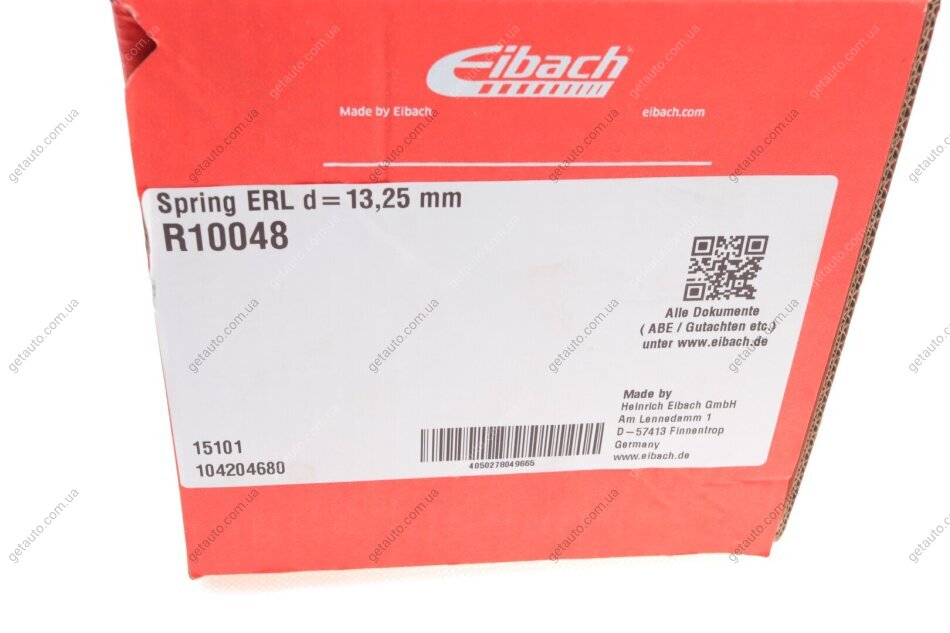 Eibach
Made by Eibach
eibach.com
Spring ERL d=13,25 mm
R10048
Alle Dokumente
( ABE / Gutachten etc.)
unter www.eibach.de
Made by
Heinrich Eibach GmbH
Am Lennedamm 1
D-57413 Finnentrop
Germany
www.eibach.de
15101
104204680
4050278049665
getauto.com.ua